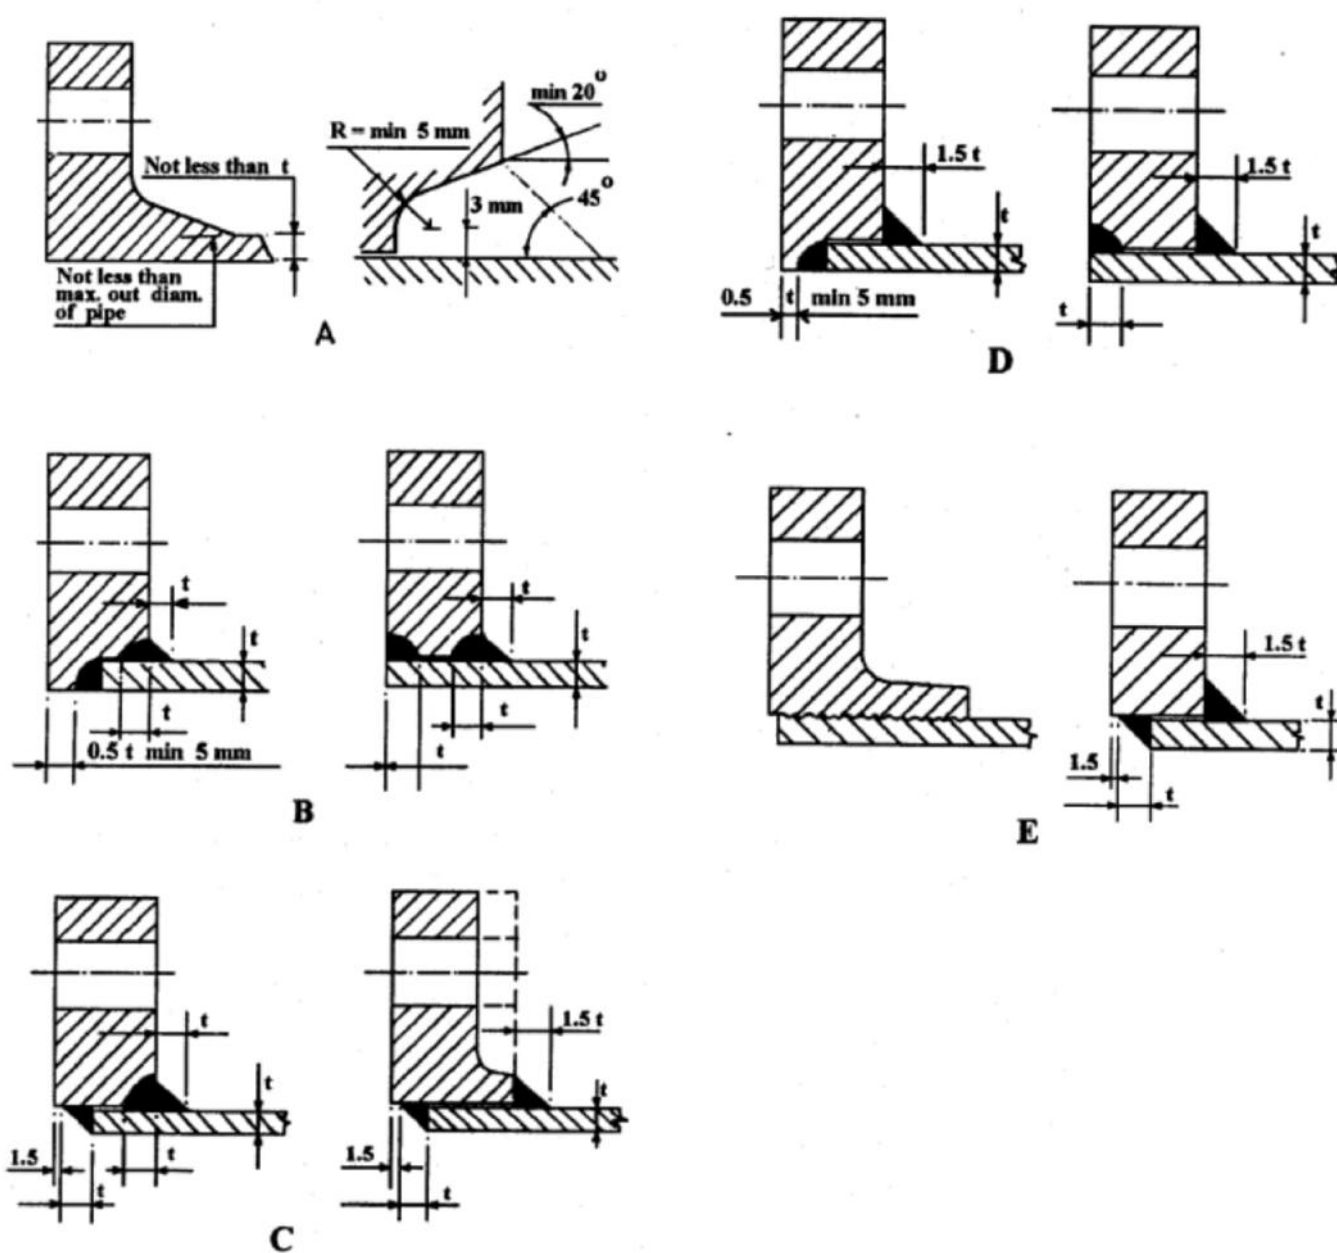 Not less than t
Not less than
max. out diam.
of pipe
R = min 5 mm
min 20°
3 mm
45°
A
1.5 t
t
0.5 t min 5 mm
1.5 t
t
t
D
t
t
t
0.5 t min 5 mm
t
t
t
t
B
1.5 t
t
1.5
t
E
t
t
t
1.5
t
1.5 t
t
1.5
t
C